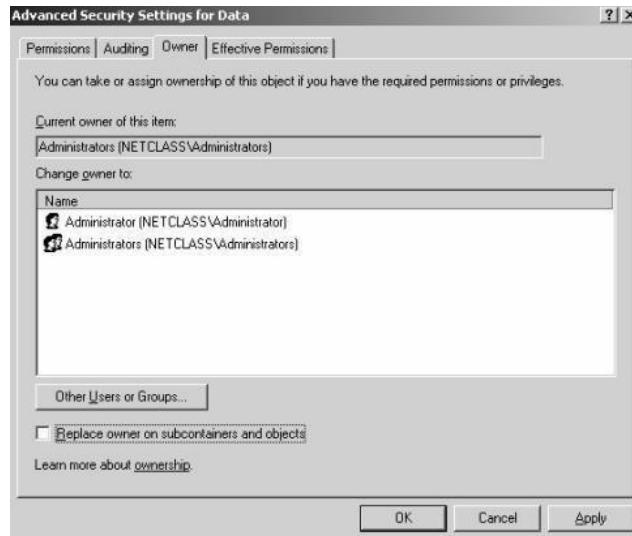 Advanced Security Settings for Data
Permissions Auditing Owner Effective Permissions
You can take or assign ownership of this object if you have the required permissions or privileges.
Current owner of this item:
Administrators (NETCLASS\Administrators)
Change owner to:
Name
Administrator (NETCLASS\Administrator)
Administrators (NETCLASS\Administrators)
Other Users or Groups...
Replace owner on subcontainers and objects
Learn more about ownership.
OK Cancel Apply